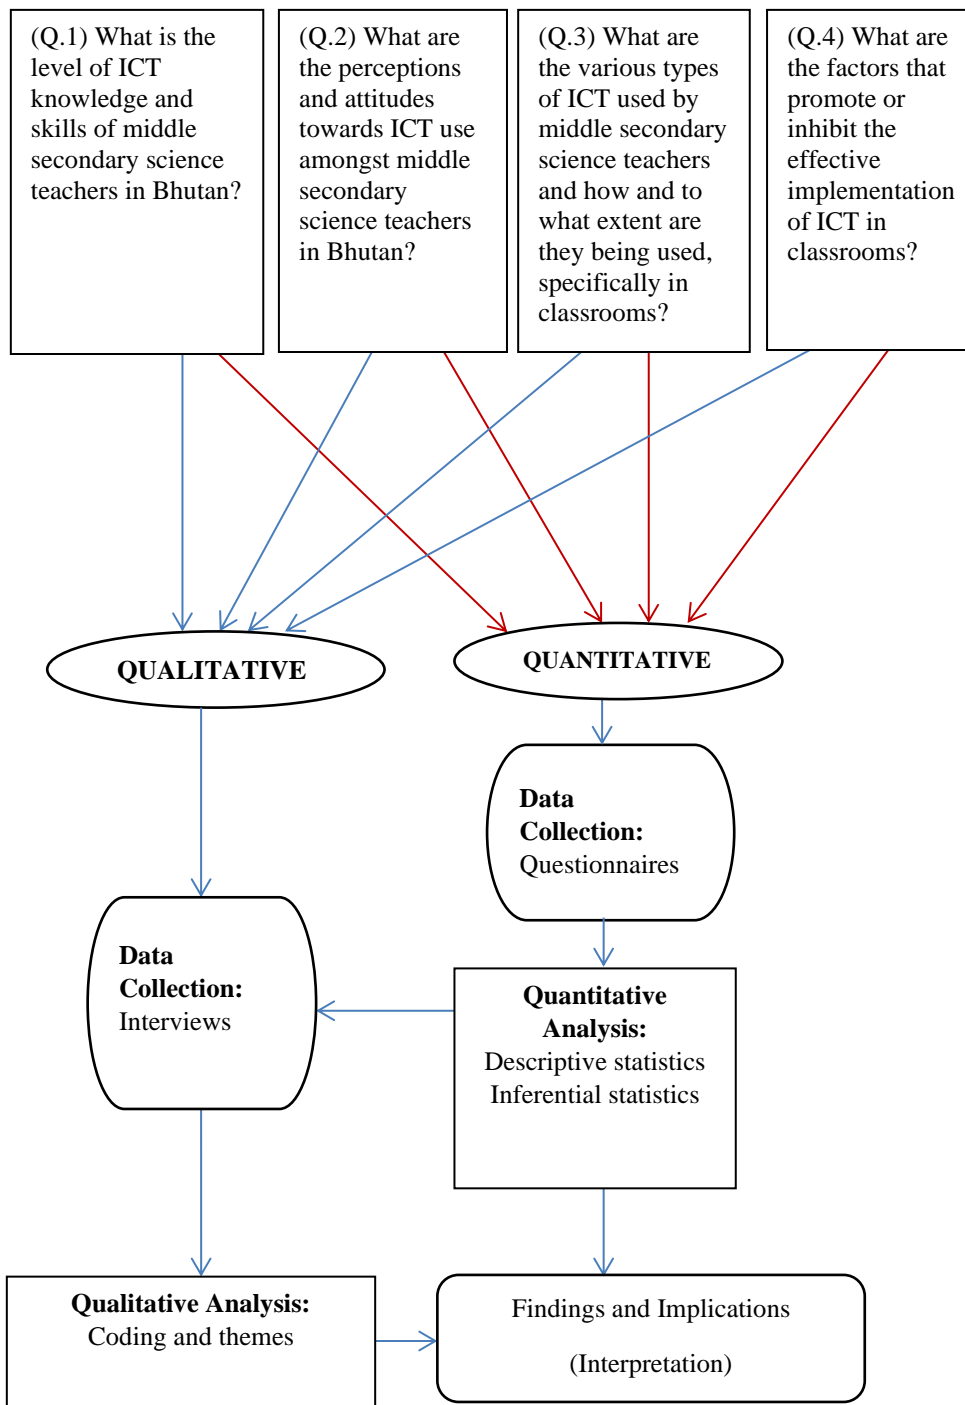 (Q.1) What is the
level of ICT
knowledge and
skills of middle
secondary science
teachers in Bhutan?
(Q.2) What are
the perceptions
and attitudes
towards ICT use
amongst middle
secondary
science teachers
in Bhutan?
(Q.3) What are
the various types
of ICT used by
middle secondary
science teachers
and how and to
what extent are
they being used,
specifically in
classrooms?
(Q.4) What are
the factors that
promote or
inhibit the
effective
implementation
of ICT in
classrooms?
QUALITATIVE
QUANTITATIVE
Data
Collection:
Questionnaires
Data
Collection:
Interviews
Quantitative
Analysis:
Descriptive statistics
Inferential statistics
Qualitative Analysis:
Coding and themes
Findings and Implications
(Interpretation)